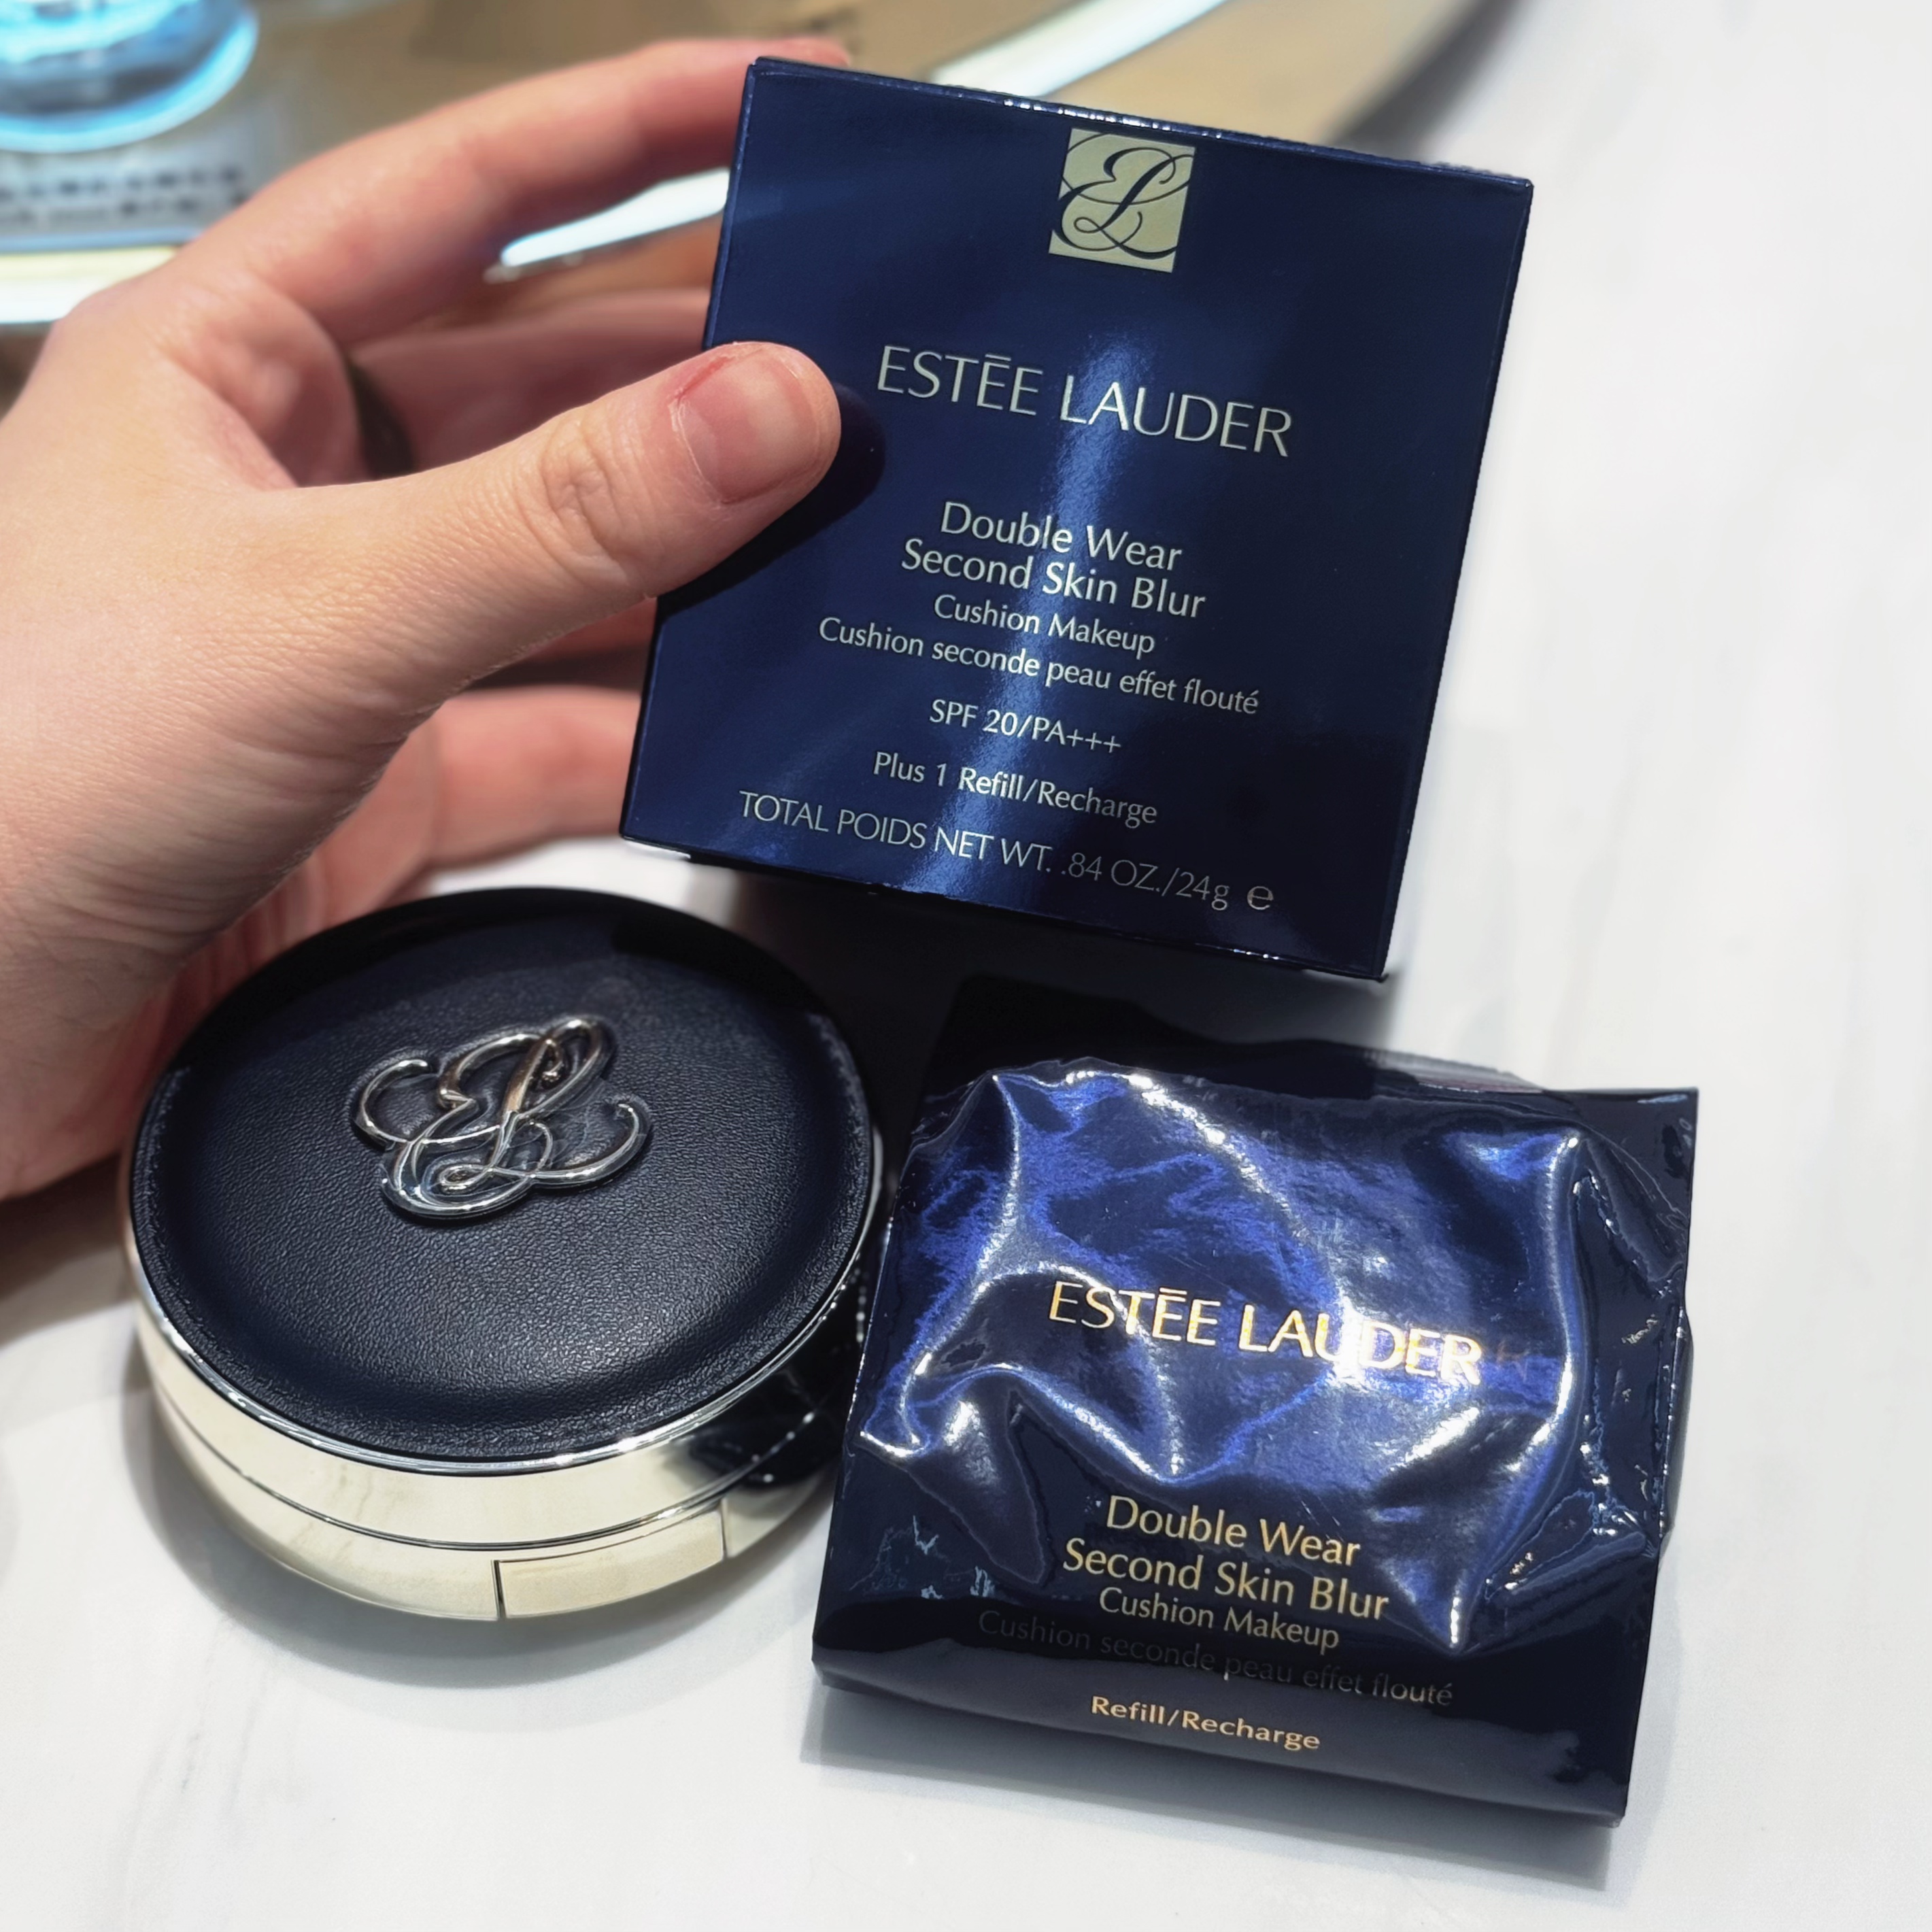 ESTĒE LAUDER
Double Wear
Second Skin Blur
Cushion Makeup
Cushion seconde peau effet flouté
SPF 20/PA+++
Plus 1 Refill/Recharge
TOTAL POIDS NET WT. .84 OZ./24g ℮
ESTĒE LAUDER
Double Wear
Second Skin Blur
Cushion Makeup
Cushion seconde peau effet flouté
Refill/Recharge